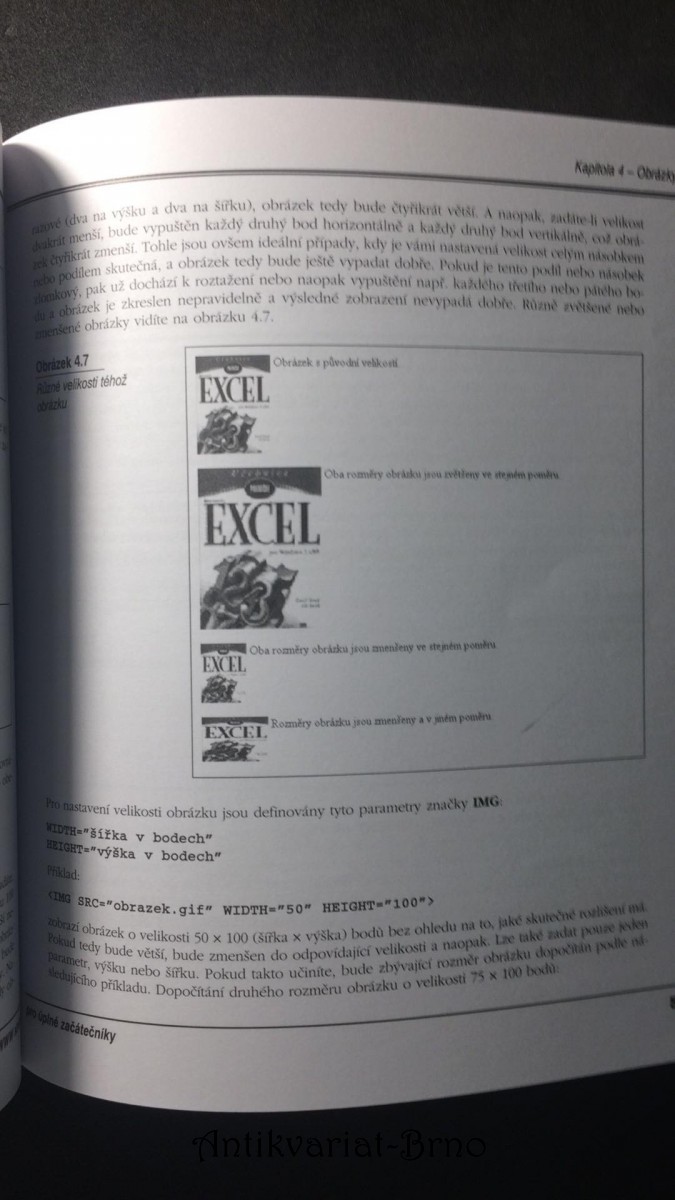 Kapitola 4 – Obrázky
razově (dva na výšku a dva na šířku), obrázek tedy bude čtyřikrát větší. A naopak, zadáte-li velikost
dvakrát menší, bude vypuštěn každý druhý bod horizontálně a každý druhý bod vertikálně, což obrá-
zek čtyřikrát zmenší. Tohle jsou ovšem ideální případy, kdy je vámi nastavená velikost celým násobkem
nebo podílem skutečná, a obrázek tedy bude ještě vypadat dobře. Pokud je tento podíl nebo násobek
zlomkový, pak už dochází k roztažení nebo naopak vypuštění např. každého třetího nebo pátého bo-
du a obrázek je zkreslen nepravidelně a výsledné zobrazení nevypadá dobře. Různě zvětšené nebo
zmenšené obrázky vidíte na obrázku 4.7.
Obrázek 4.7
Různé velikosti téhož
obrázku
Obrázek s původní velikostí
EXCEL
Oba rozměry obrázku jsou zvětšeny ve stejném poměru
EXCEL
Oba rozměry obrázku jsou zmenšeny ve stejném poměru
EXCEL
Rozměry obrázku jsou zmenšeny a v jiném poměru
EXCEL
Pro nastavení velikosti obrázku jsou definovány tyto parametry značky IMG:
WIDTH="šířka v bodech"
HEIGHT="výška v bodech"
Příklad:
<IMG SRC="obrazek.gif" WIDTH="50" HEIGHT="100">
zobrazí obrázek o velikosti 50 × 100 (šířka × výška) bodů bez ohledu na to, jaké skutečné rozlišení má.
Pokud tedy bude větší, bude zmenšen do odpovídající velikosti a naopak. Lze také zadat pouze jeden
parametr, výšku nebo šířku. Pokud takto učiníte, bude zbývající rozměr obrázku dopočítán podle ná-
sledujícího příkladu. Dopočítání druhého rozměru obrázku o velikosti 75 × 100 bodů:
pro úplné začátečníky
Antikvariat-Brno